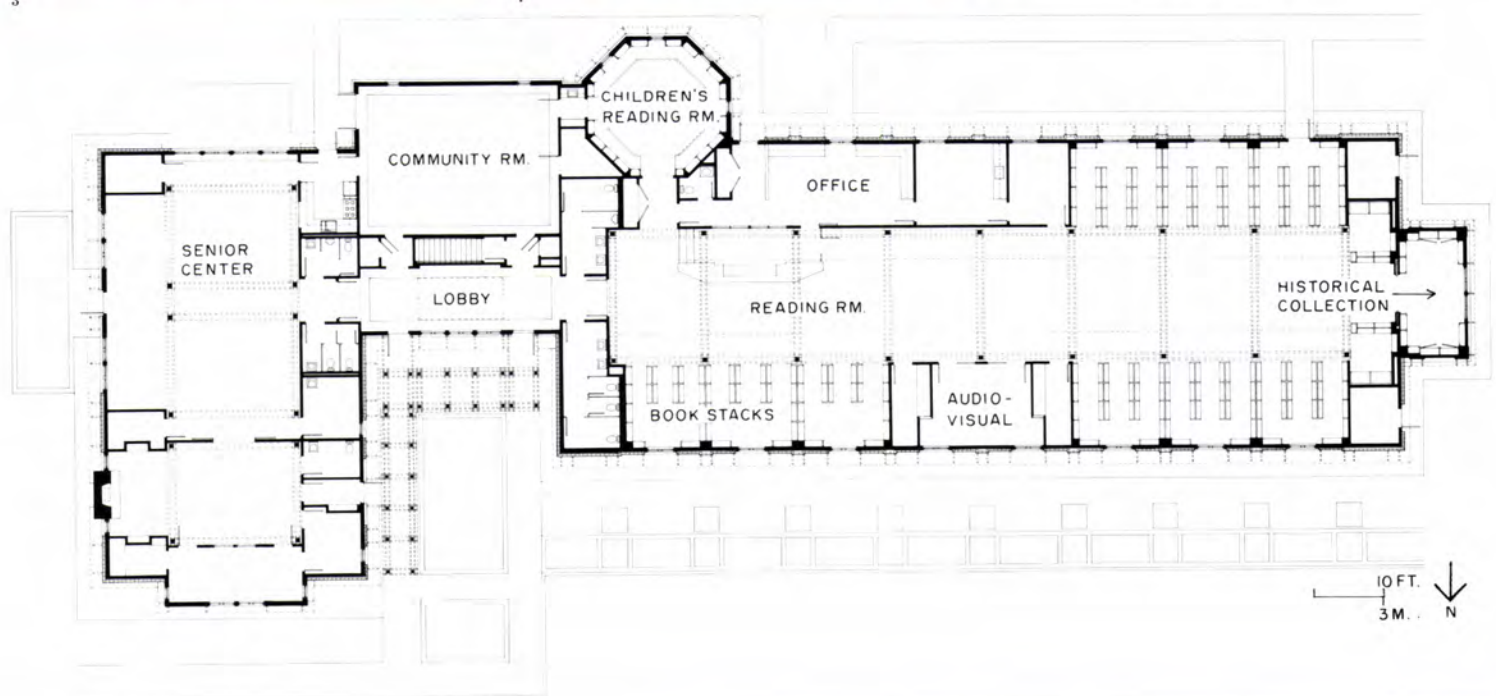 3
CHILDREN'S
READING RM.
COMMUNITY RM.
OFFICE
SENIOR
CENTER
LOBBY
READING RM.
HISTORICAL
COLLECTION
BOOK STACKS
AUDIO-
VISUAL
10 FT.
3 M.
N